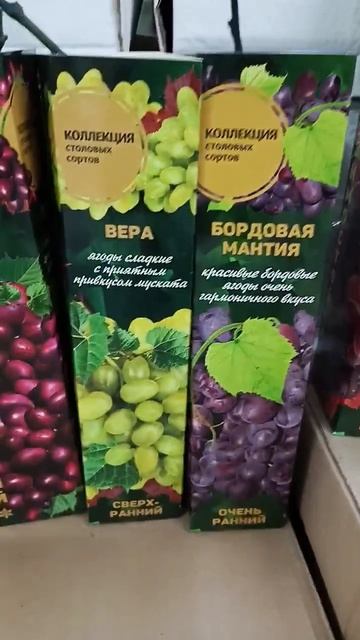 КОЛЛЕКЦИЯ
столовых
сортов
ВЕРА
ягоды сладкие
с приятным
привкусом муската
СВЕРХ-
РАННИЙ
КОЛЛЕКЦИЯ
столовых
сортов
БОРДОВАЯ
МАНТИЯ
красивые бордовые
ягоды очень
гармоничного вкуса
ОЧЕНЬ
РАННИЙ